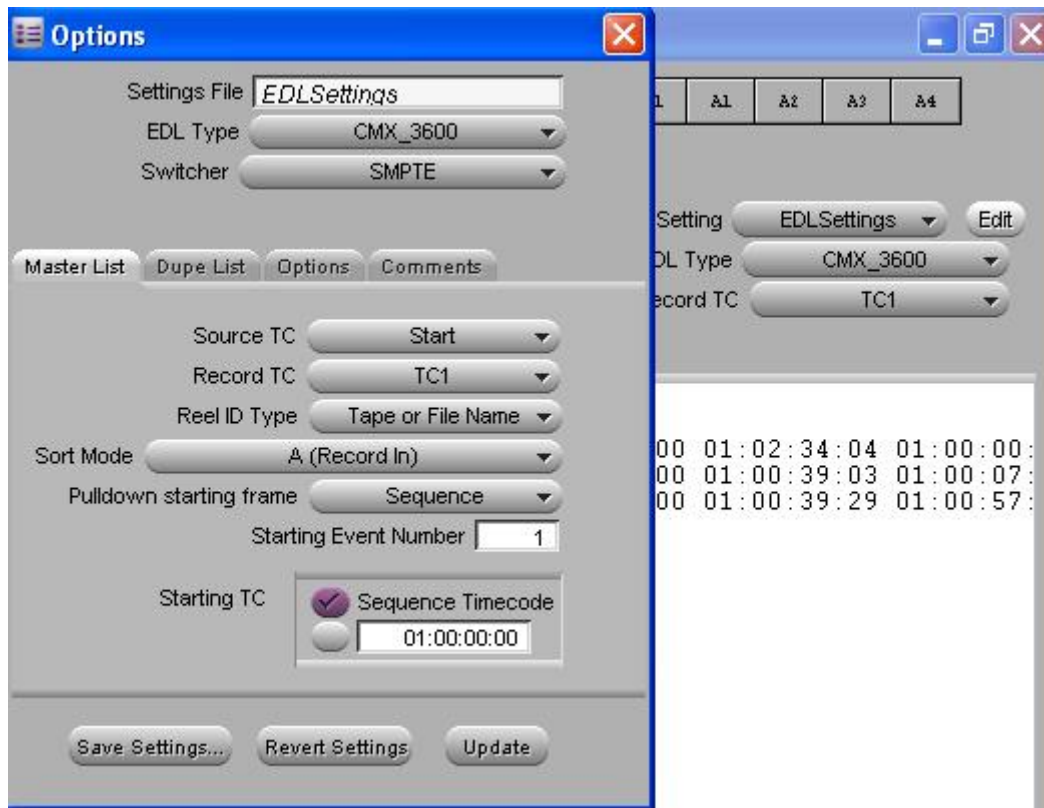 Options
Settings File EDLSettings
EDL Type CMX_3600
Switcher SMPTE
Master List Dupe List Options Comments
Source TC Start
Record TC TC1
Reel ID Type Tape or File Name
Sort Mode A (Record In)
Pulldown starting frame Sequence
Starting Event Number 1
Starting TC Sequence Timecode
01:00:00:00
Save Settings... Revert Settings Update
A1 A2 A3 A4
Setting EDLSettings Edit
DL Type CMX_3600
ecord TC TC1
00 01:02:34:04 01:00:00:
00 01:00:39:03 01:00:07:
00 01:00:39:29 01:00:57: